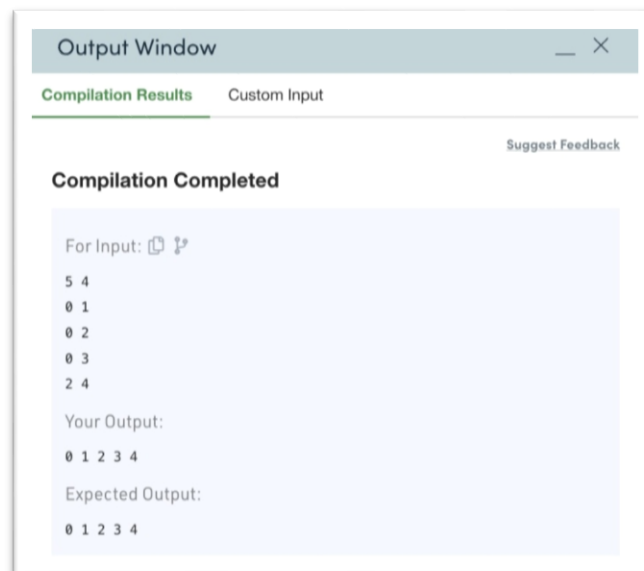 Output Window
Compilation Results Custom Input
Suggest Feedback
Compilation Completed
For Input:
5 4
0 1
0 2
0 3
2 4
Your Output:
0 1 2 3 4
Expected Output:
0 1 2 3 4